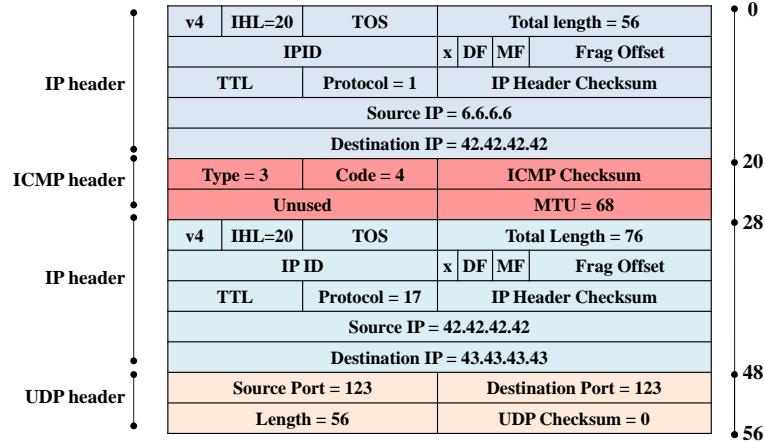 v4 IHL=20 TOS Total length = 56 0
IPID x DF MF Frag Offset
IP header TTL Protocol = 1 IP Header Checksum
Source IP = 6.6.6.6
Destination IP = 42.42.42.42
20
ICMP header Type = 3 Code = 4 ICMP Checksum
Unused MTU = 68
28
v4 IHL=20 TOS Total Length = 76
IP ID x DF MF Frag Offset
IP header TTL Protocol = 17 IP Header Checksum
Source IP = 42.42.42.42
Destination IP = 43.43.43.43
48
Source Port = 123 Destination Port = 123
UDP header
Length = 56 UDP Checksum = 0
56